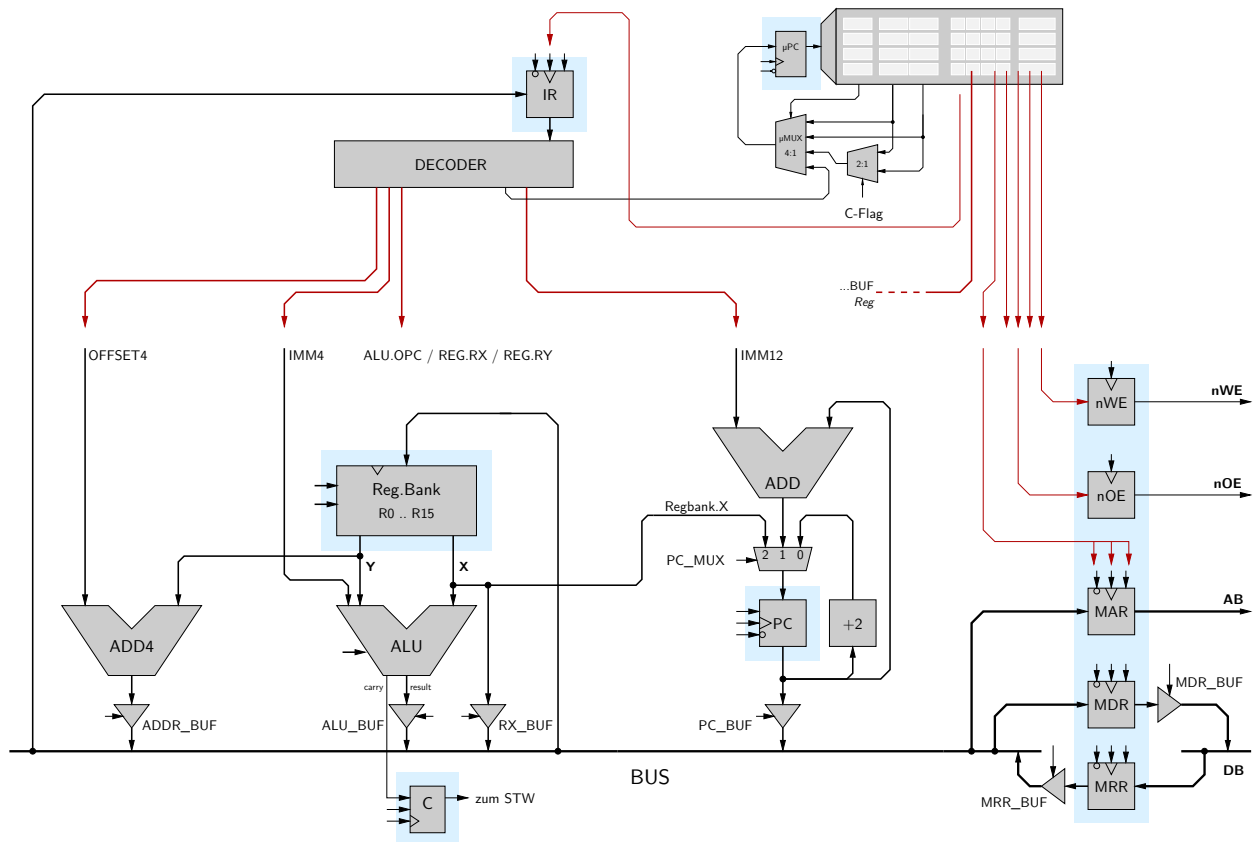 µPC
IR
µMUX
4:1
2:1
DECODER
C-Flag
...BUF
Reg
OFFSET4
IMM4
ALU.OPC / REG.RX / REG.RY
IMM12
nWE
nWE
ADD
Reg.Bank
R0 .. R15
nOE
nOE
Regbank.X
2 1 0
PC_MUX
Y
X
AB
MAR
PC
+2
ADD4
ALU
carry
result
MDR_BUF
MDR
ADDR_BUF
ALU_BUF
RX_BUF
PC_BUF
BUS
DB
MRR
MRR_BUF
C
zum STW